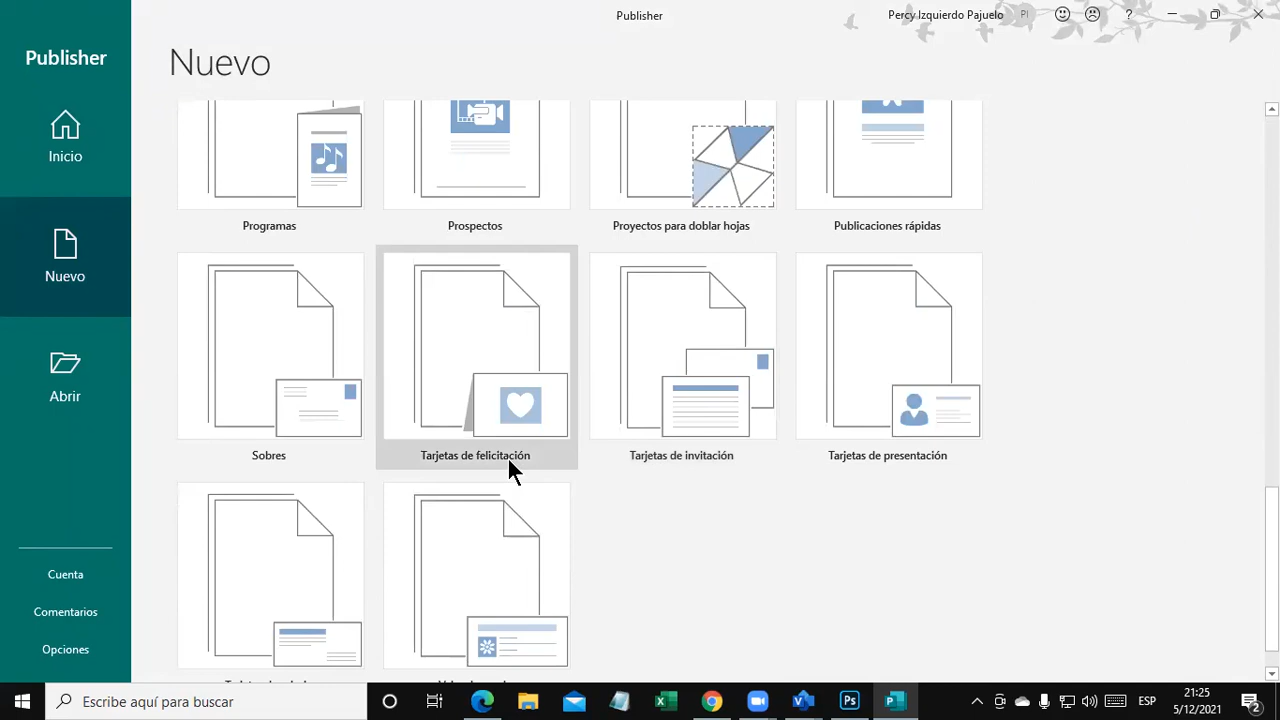 Publisher
Percy Izquierdo Pajuelo
PI
?
Publisher
Nuevo
Inicio
Nuevo
Abrir
Cuenta
Comentarios
Opciones
Programas
Prospectos
Proyectos para doblar hojas
Publicaciones rápidas
Sobres
Tarjetas de felicitación
Tarjetas de invitación
Tarjetas de presentación
Escribe aquí para buscar
ESP
21:25
5/12/2021
2